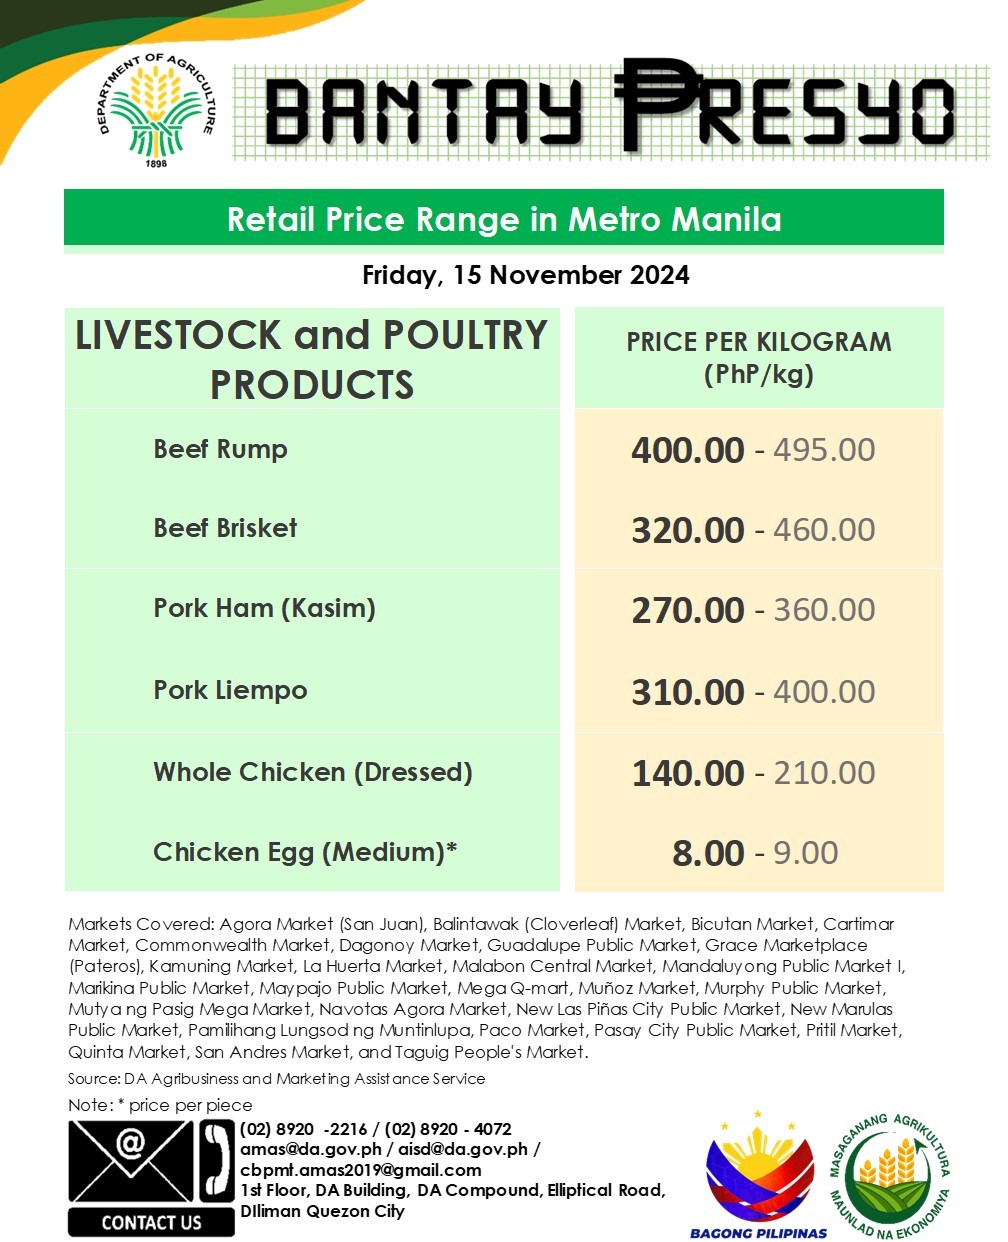 DEPARTMENT OF AGRICULTURE
1898
BANTAY PRESYO
Retail Price Range in Metro Manila
Friday, 15 November 2024
LIVESTOCK and POULTRY
PRODUCTS
PRICE PER KILOGRAM
(PhP/kg)
Beef Rump 400.00 - 495.00
Beef Brisket 320.00 - 460.00
Pork Ham (Kasim) 270.00 - 360.00
Pork Liempo 310.00 - 400.00
Whole Chicken (Dressed) 140.00 - 210.00
Chicken Egg (Medium)* 8.00 - 9.00
Markets Covered: Agora Market (San Juan), Balintawak (Cloverleaf) Market, Bicutan Market, Cartimar
Market, Commonwealth Market, Dagonoy Market, Guadalupe Public Market, Grace Marketplace
(Pateros), Kamuning Market, La Huerta Market, Malabon Central Market, Mandaluyong Public Market I,
Marikina Public Market, Maypajo Public Market, Mega Q-mart, Muñoz Market, Murphy Public Market,
Mutya ng Pasig Mega Market, Navotas Agora Market, New Las Piñas City Public Market, New Marulas
Public Market, Pamilihang Lungsod ng Muntinlupa, Paco Market, Pasay City Public Market, Pritil Market,
Quinta Market, San Andres Market, and Taguig People's Market.
Source: DA Agribusiness and Marketing Assistance Service
Note: * price per piece
@
CONTACT US
(02) 8920 -2216 / (02) 8920 - 4072
amas@da.gov.ph / aisd@da.gov.ph /
cbpmt.amas2019@gmail.com
1st Floor, DA Building, DA Compound, Elliptical Road,
DIliman Quezon City
BAGONG PILIPINAS
MASAGANANG AGRIKULTURA
MAUNLAD NA EKONOMIYA